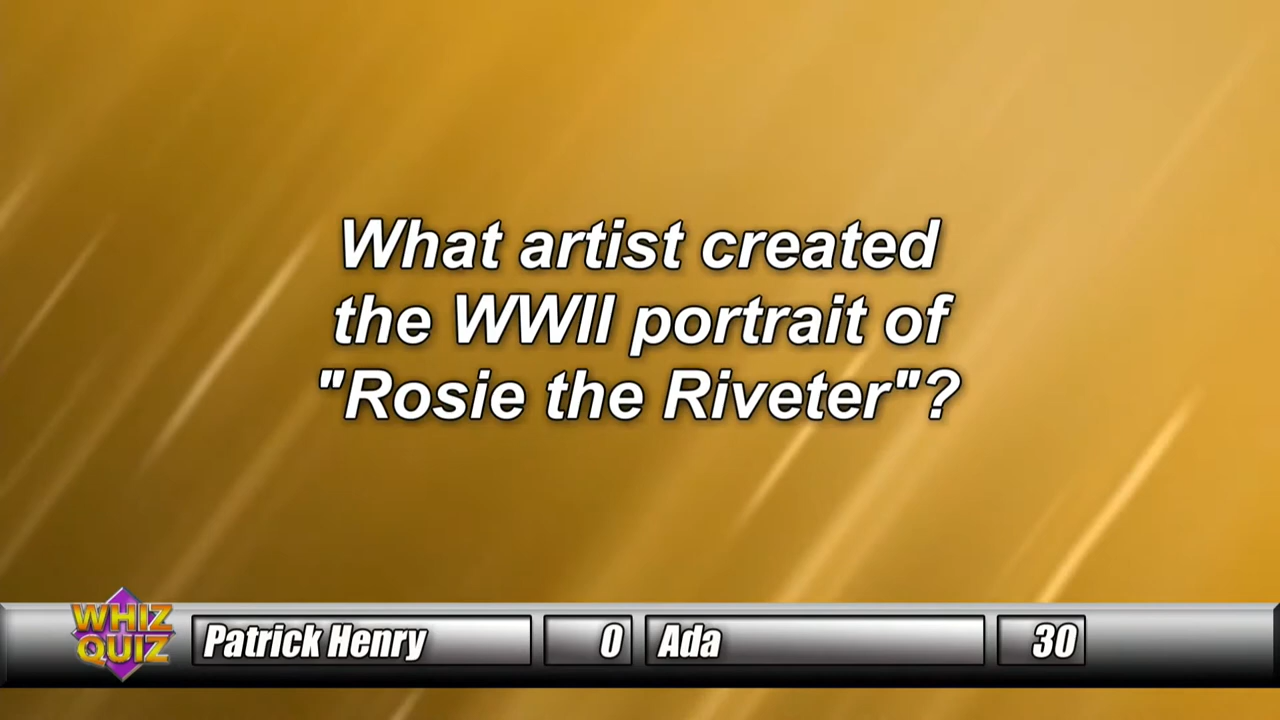 What artist created
the WWII portrait of
"Rosie the Riveter"?
WHIZ
QUIZ
Patrick Henry 0 Ada 30